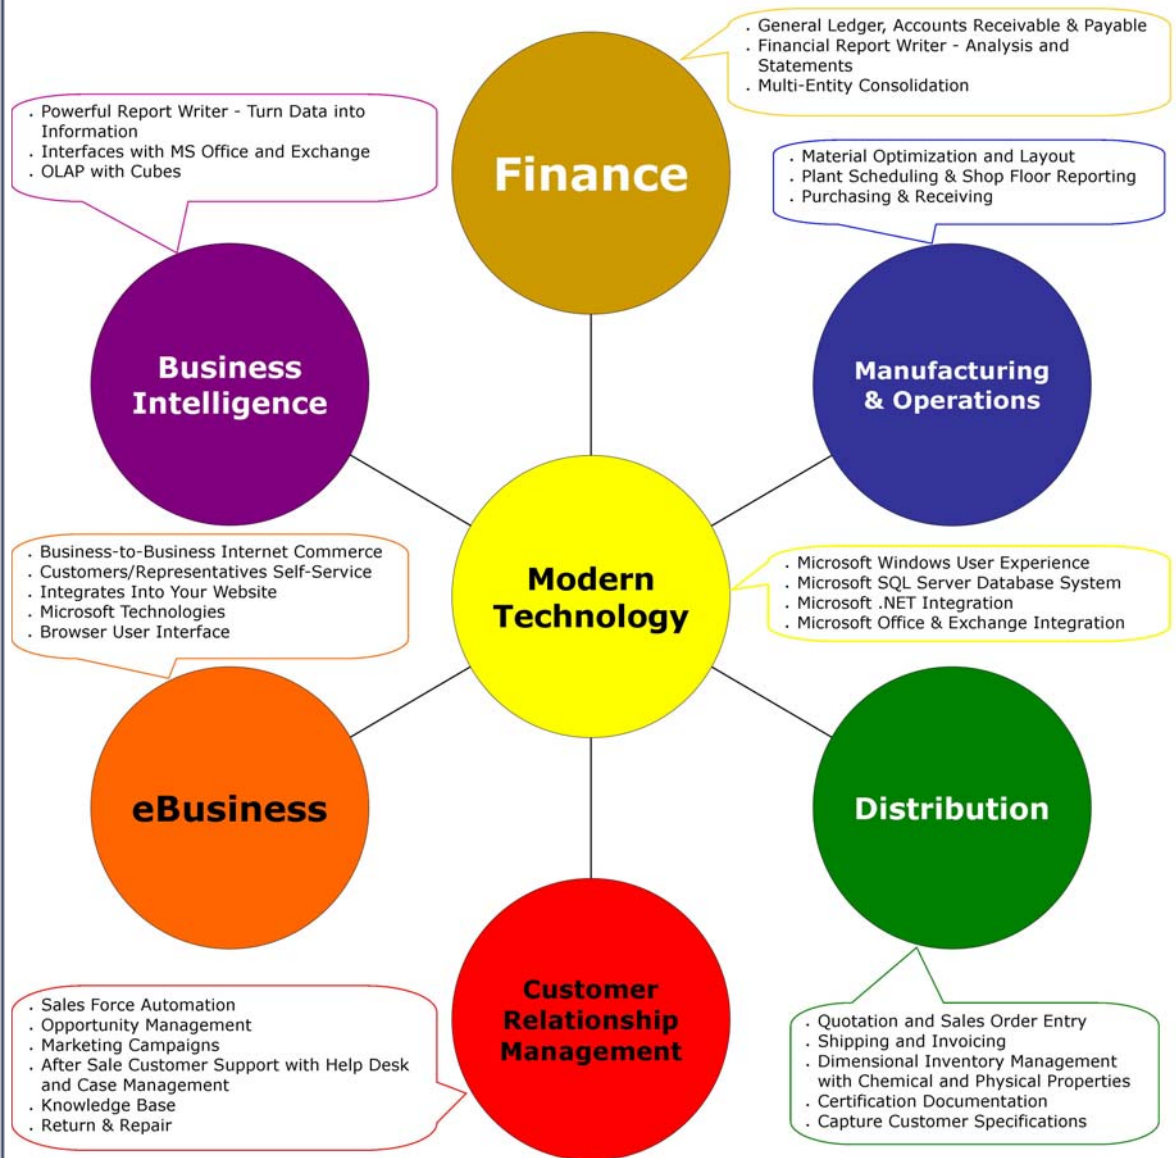 . General Ledger, Accounts Receivable & Payable
. Financial Report Writer - Analysis and
Statements
. Multi-Entity Consolidation
Finance
. Powerful Report Writer - Turn Data into
Information
. Interfaces with MS Office and Exchange
. OLAP with Cubes
. Material Optimization and Layout
. Plant Scheduling & Shop Floor Reporting
. Purchasing & Receiving
Business
Intelligence
Manufacturing
& Operations
. Business-to-Business Internet Commerce
. Customers/Representatives Self-Service
. Integrates Into Your Website
. Microsoft Technologies
. Browser User Interface
Modern
Technology
. Microsoft Windows User Experience
. Microsoft SQL Server Database System
. Microsoft .NET Integration
. Microsoft Office & Exchange Integration
eBusiness
Distribution
. Sales Force Automation
. Opportunity Management
. Marketing Campaigns
. After Sale Customer Support with Help Desk
and Case Management
. Knowledge Base
. Return & Repair
Customer
Relationship
Management
. Quotation and Sales Order Entry
. Shipping and Invoicing
. Dimensional Inventory Management
with Chemical and Physical Properties
. Certification Documentation
. Capture Customer Specifications